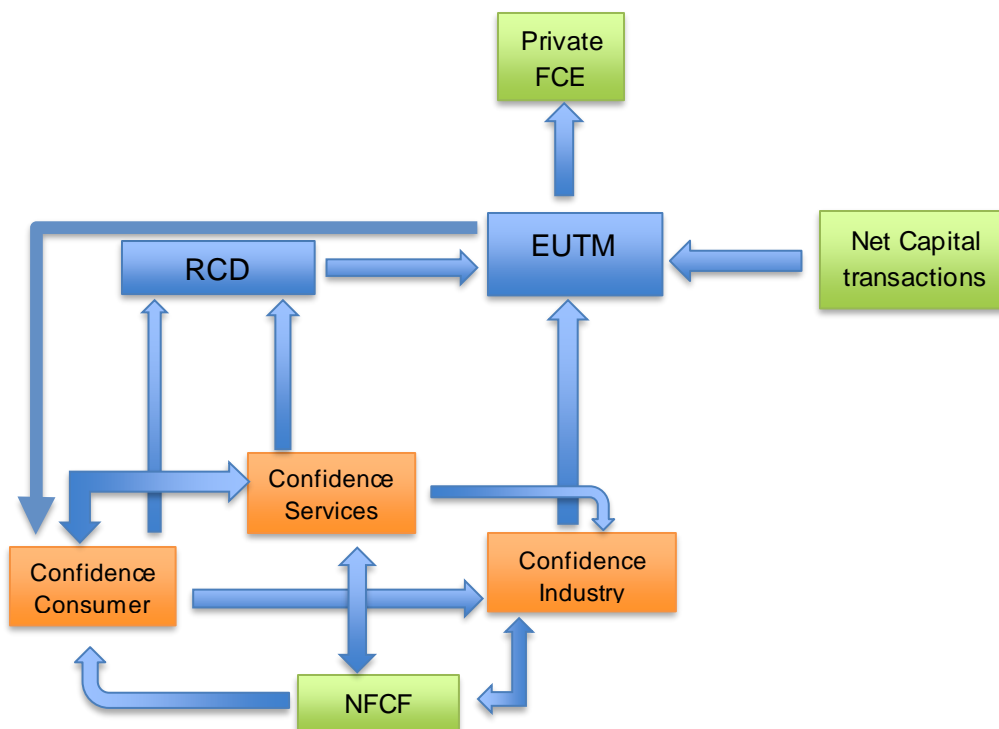 Private
FCE
EUTM
RCD
Net Capital
transactions
Confidence
Services
Confidence
Consumer
Confidence
Industry
NFCF